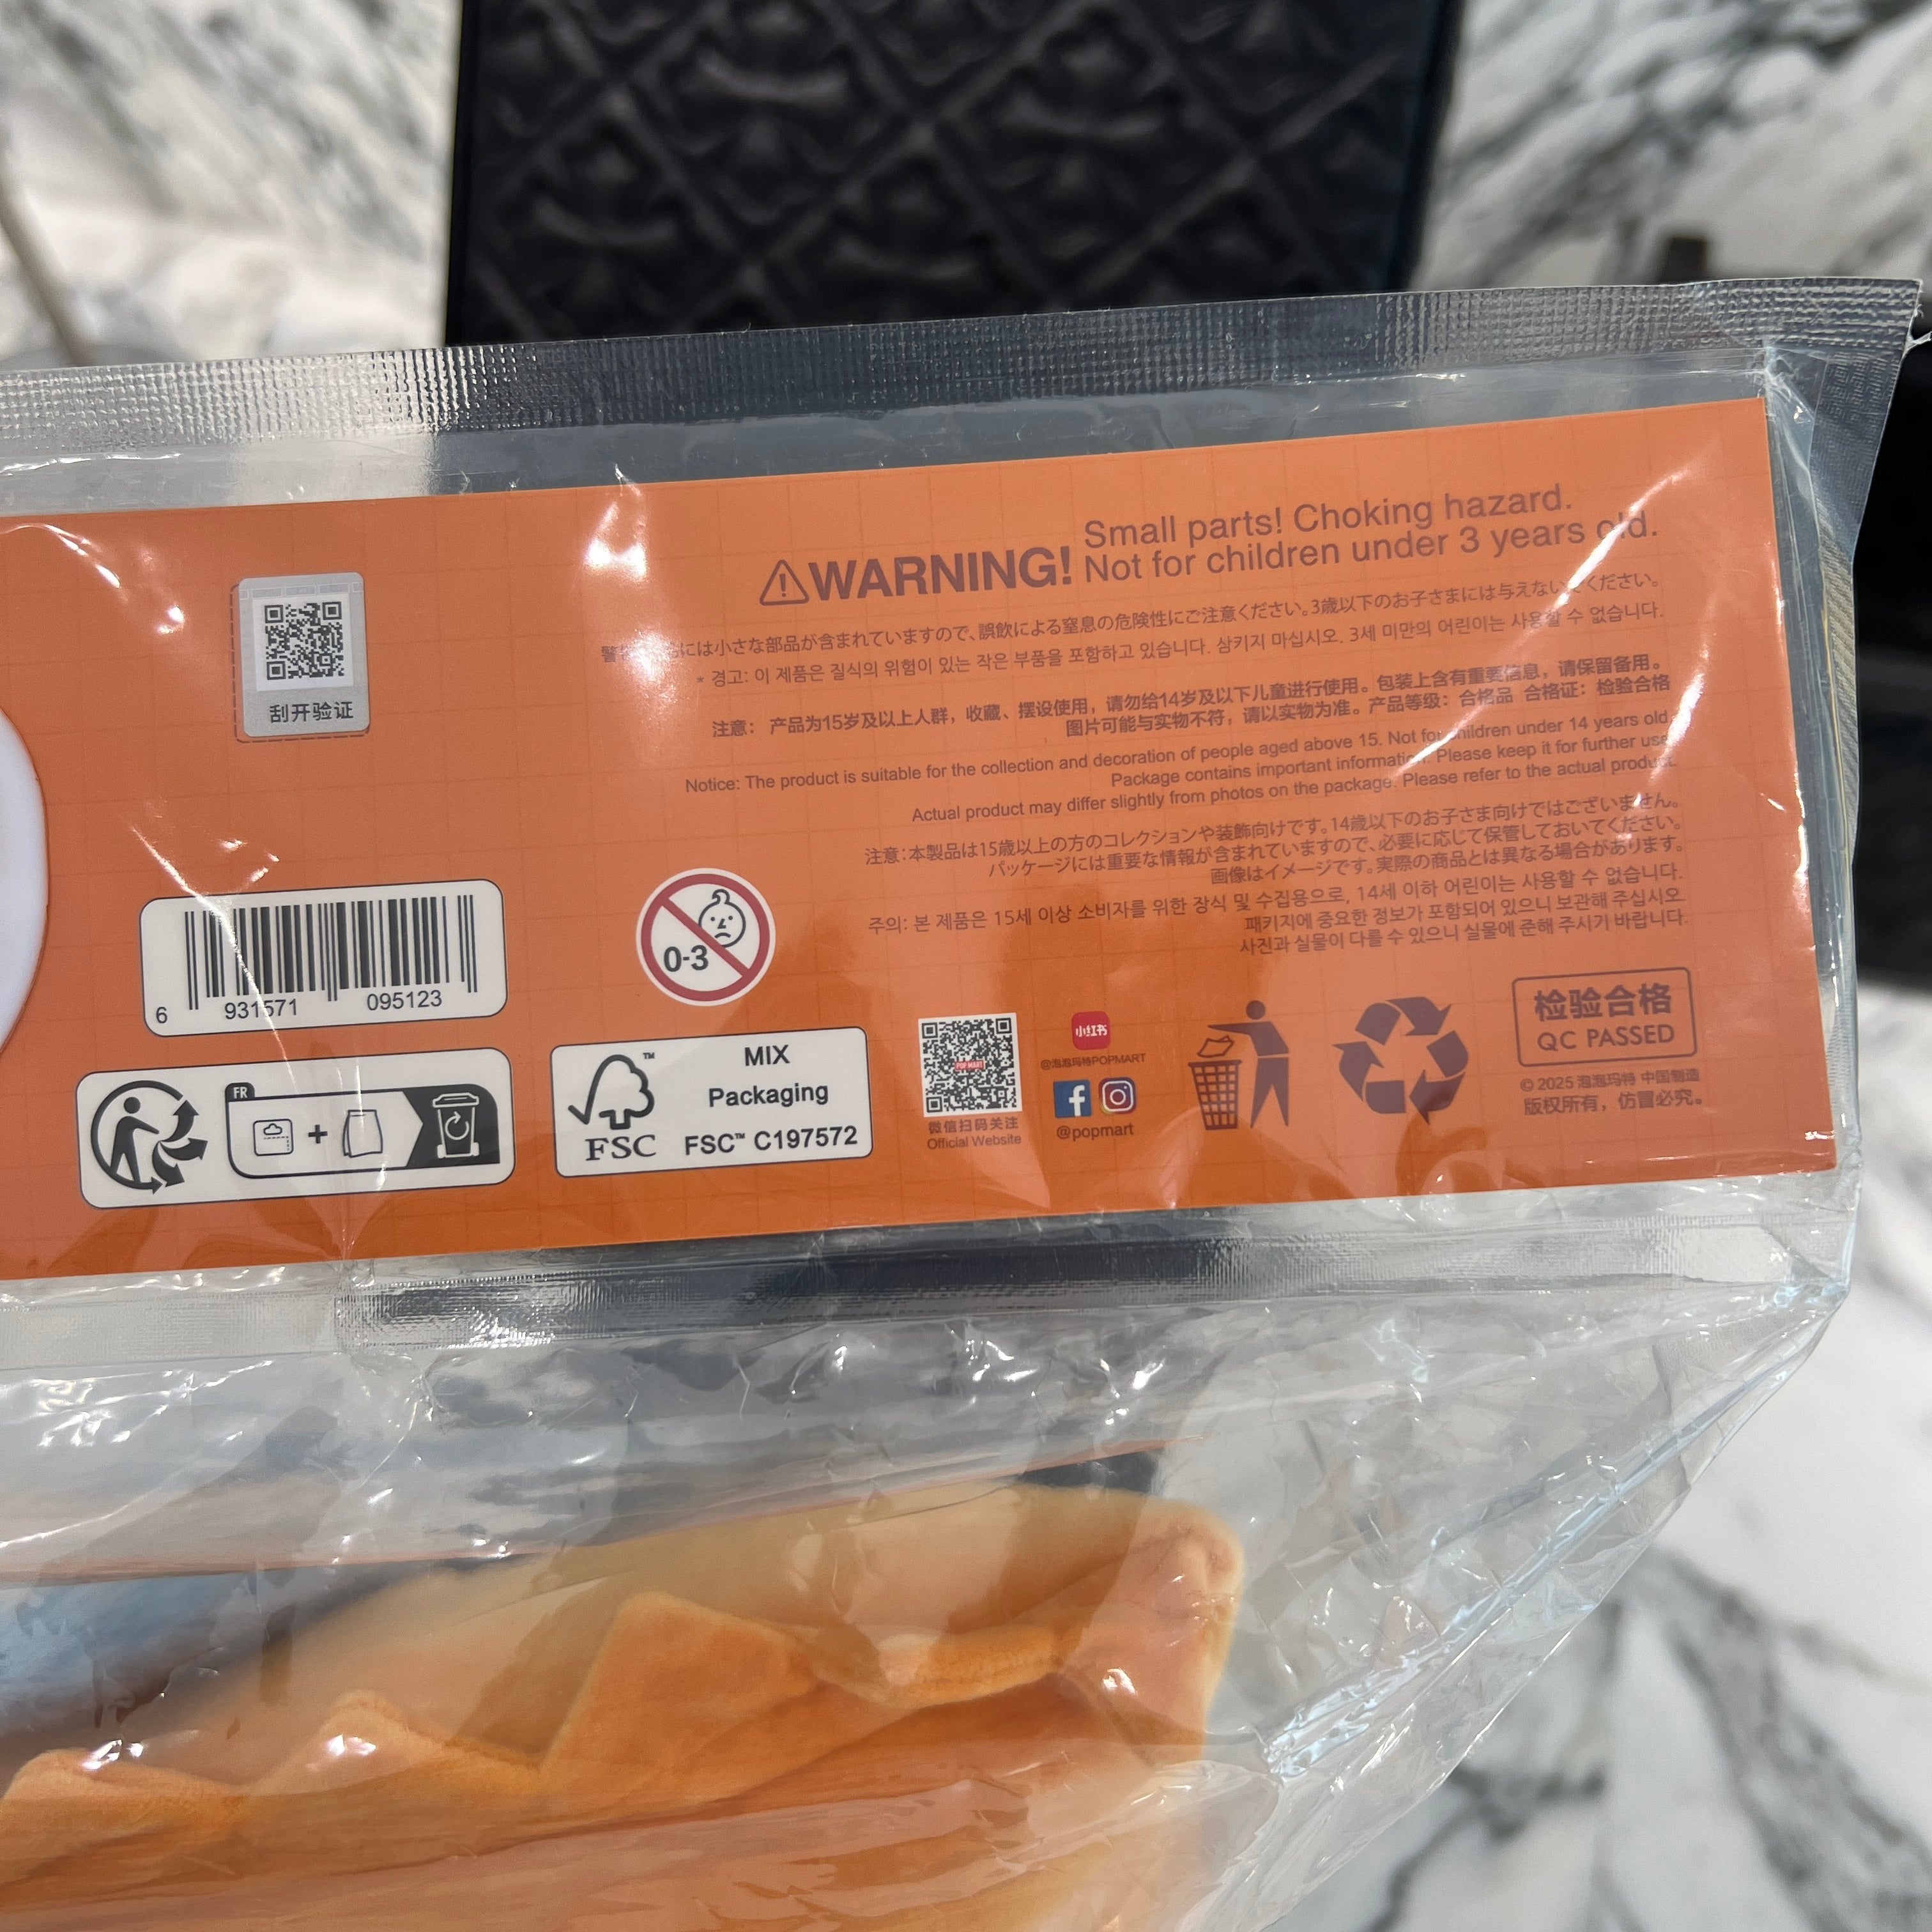 WARNING!
Small parts! Choking hazard.
Not for children under 3 years old.
には小さな部品が含まれていますので、誤飲による窒息の危険性にご注意ください。3歳以下のお子さまには与えない ください。
* 경고: 이 제품은 질식의 위험이 있는 작은 부품을 포함하고 있습니다. 삼키지 마십시오. 3세 미만의 어린이는 사용할 수 없습니다.
注意： 产品为15岁及以上人群，收藏、摆设使用，请勿给14岁及以下儿童进行使用。包装上含有重要信息，请保留备用。
图片可能与实物不符，请以实物为准。产品等级：合格品 合格证：检验合格
Notice: The product is suitable for the collection and decoration of people aged above 15. Not for children under 14 years old.
Package contains important information. Please keep it for further use.
Actual product may differ slightly from photos on the package. Please refer to the actual product.
注意：本製品は15歳以上の方のコレクションや装飾向けです。14歳以下のお子さま向けではございません。
パッケージには重要な情報が含まれていますので、必要に応じて保管しておいてください。
画像はイメージです。実際の商品とは異なる場合があります。
주의: 본 제품은 15세 이상 소비자를 위한 장식 및 수집용으로, 14세 이하 어린이는 사용할 수 없습니다.
패키지에 중요한 정보가 포함되어 있으니 보관해 주십시오.
사진과 실물이 다를 수 있으니 실물에 준해 주시기 바랍니다.
刮开验证
6 931571 095123
0-3
FR
+
FSC™
MIX
Packaging
FSC™ C197572
POP MART
微信扫码关注
Official Website
小红书
@泡泡玛特POPMART
@popmart
检验合格
QC PASSED
© 2025 泡泡玛特 中国制造
版权所有，仿冒必究。